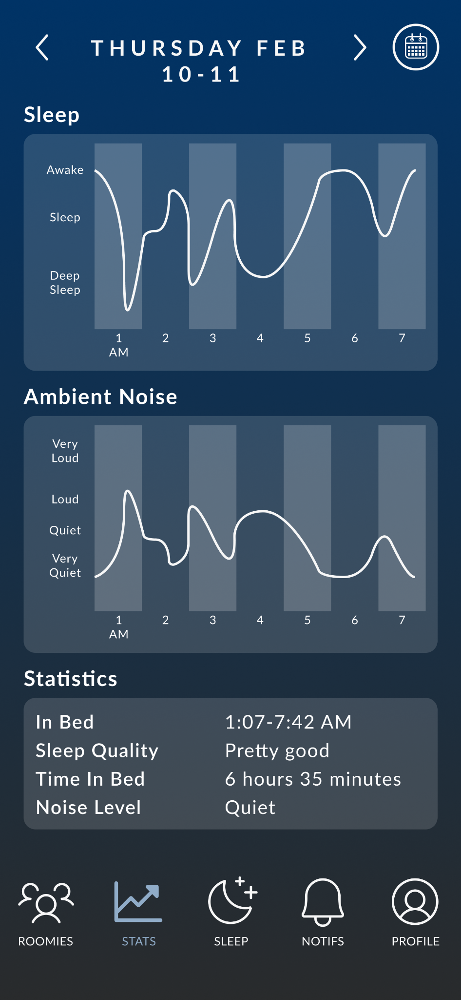 THURSDAY FEB
10-11
Sleep
Awake
Sleep
Deep
Sleep
1 2 3 4 5 6 7
AM
Ambient Noise
Very
Loud
Loud
Quiet
Very
Quiet
1 2 3 4 5 6 7
AM
Statistics
In Bed 1:07-7:42 AM
Sleep Quality Pretty good
Time In Bed 6 hours 35 minutes
Noise Level Quiet
ROOMIES STATS SLEEP NOTIFS PROFILE